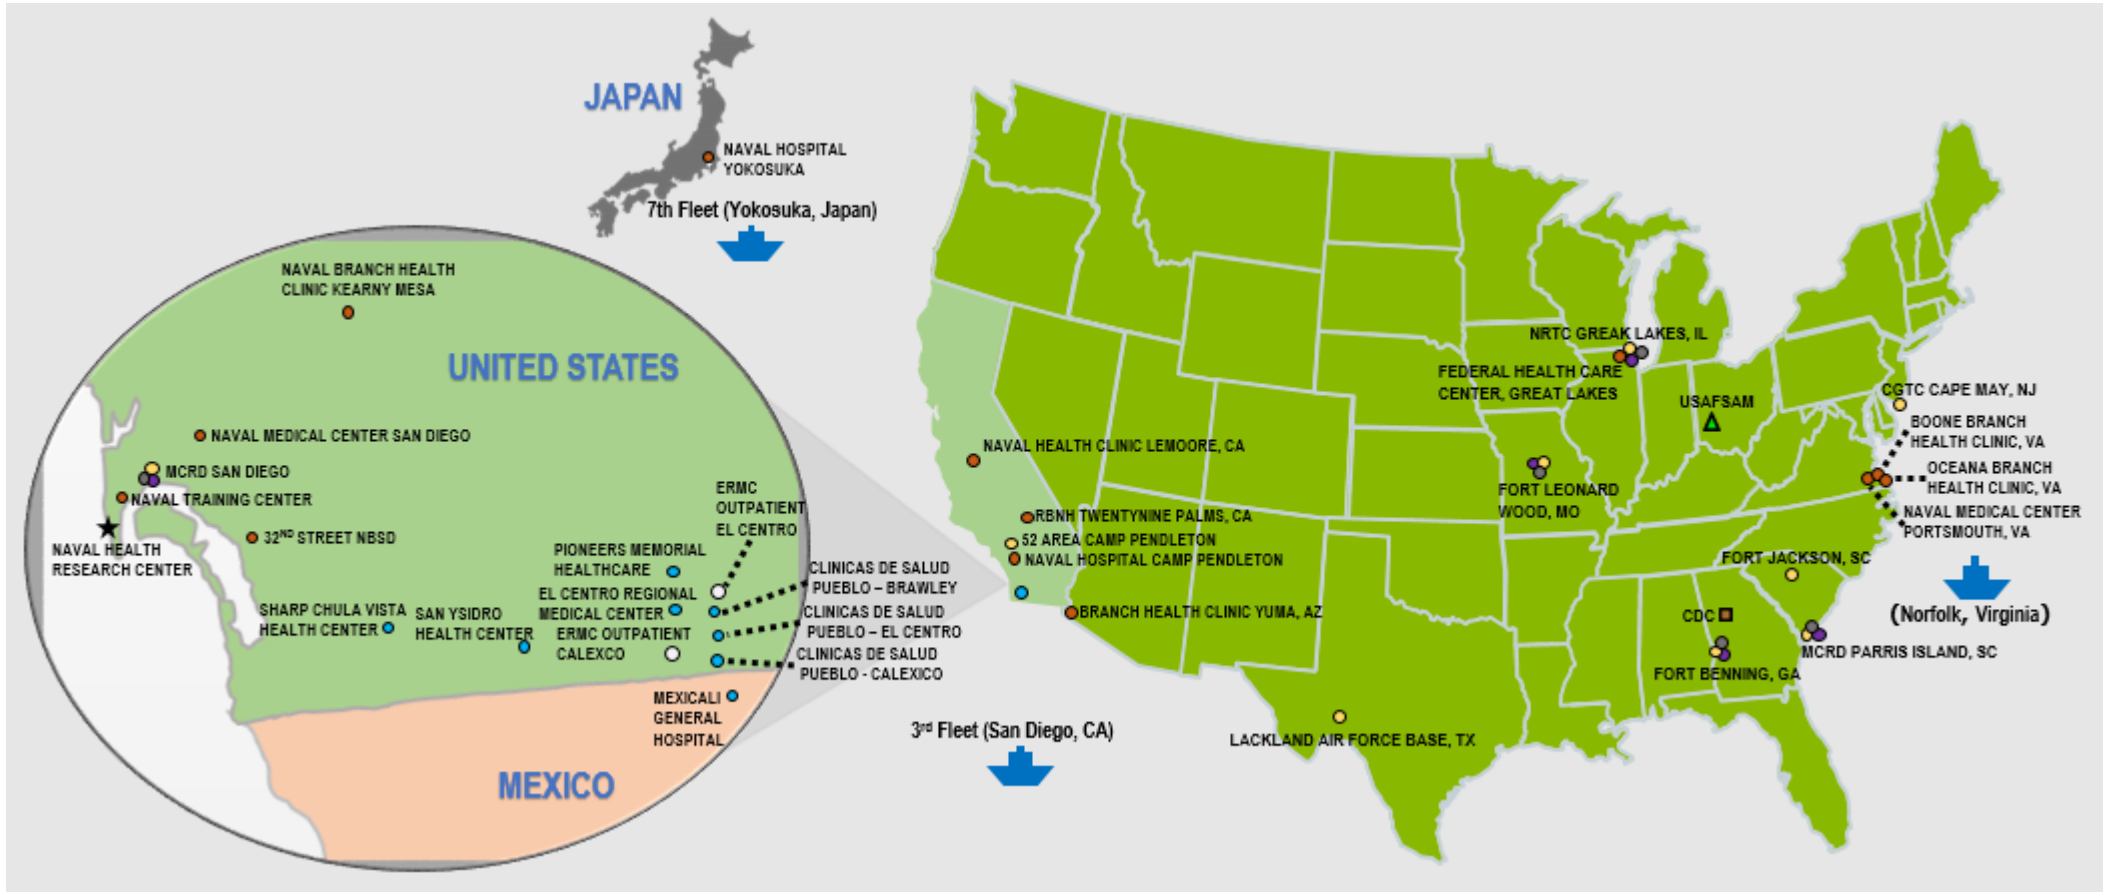 JAPAN
NAVAL HOSPITAL
YOKOSUKA
7th Fleet (Yokosuka, Japan)
NAVAL BRANCH HEALTH
CLINIC KEARNY MESA
UNITED STATES
NAVAL MEDICAL CENTER SAN DIEGO
MCRD SAN DIEGO
NAVAL TRAINING CENTER
32ND STREET NBSD
NAVAL HEALTH
RESEARCH CENTER
ERMC
OUTPATIENT
EL CENTRO
PIONEERS MEMORIAL
HEALTHCARE
EL CENTRO REGIONAL
MEDICAL CENTER
ERMC OUTPATIENT
CALEXCO
SHARP CHULA VISTA
HEALTH CENTER
SAN YSIDRO
HEALTH CENTER
CLINICAS DE SALUD
PUEBLO – BRAWLEY
CLINICAS DE SALUD
PUEBLO – EL CENTRO
CLINICAS DE SALUD
PUEBLO - CALEXICO
MEXICALI
GENERAL
HOSPITAL
MEXICO
3rd Fleet (San Diego, CA)
NAVAL HEALTH CLINIC LEMOORE, CA
RBNH TWENTYNINE PALMS, CA
52 AREA CAMP PENDLETON
NAVAL HOSPITAL CAMP PENDLETON
BRANCH HEALTH CLINIC YUMA, AZ
LACKLAND AIR FORCE BASE, TX
NRTC GREAK LAKES, IL
FEDERAL HEALTH CARE
CENTER, GREAT LAKES
USAFSAM
FORT LEONARD
WOOD, MO
CGTC CAPE MAY, NJ
BOONE BRANCH
HEALTH CLINIC, VA
OCEANA BRANCH
HEALTH CLINIC, VA
NAVAL MEDICAL CENTER
PORTSMOUTH, VA
(Norfolk, Virginia)
FORT JACKSON, SC
CDC
MCRD PARRIS ISLAND, SC
FORT BENNING, GA